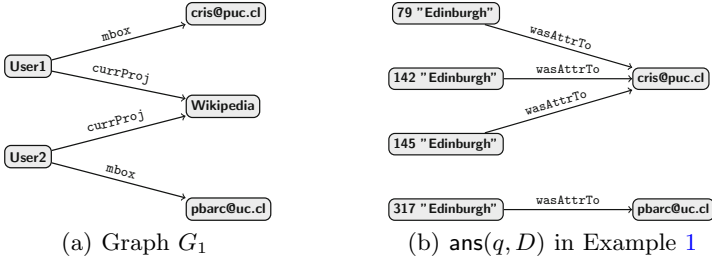 cris@puc.cl
mbox
User1
currProj
Wikipedia
currProj
User2
mbox
pbarc@uc.cl
(a) Graph G₁
79 "Edinburgh"
wasAttrTo
142 "Edinburgh"
wasAttrTo
cris@puc.cl
wasAttrTo
145 "Edinburgh"
317 "Edinburgh"
wasAttrTo
pbarc@uc.cl
(b) ans(q, D) in Example 1